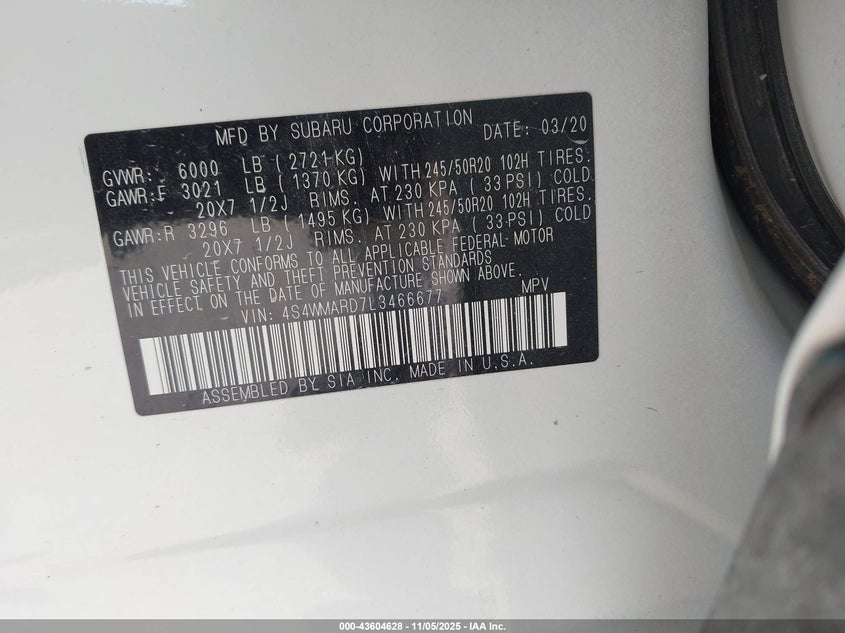 MFD BY SUBARU CORPORATION DATE: 03/20
GVWR: 6000 LB (2721 KG)
GAWR:F 3021 LB (1370 KG) WITH 245/50R20 102H TIRES.
20X7 1/2J RIMS. AT 230 KPA (33 PSI) COLD
GAWR:R 3296 LB (1495 KG) WITH 245/50R20 102H TIRES.
20X7 1/2J RIMS. AT 230 KPA (33 PSI) COLD
THIS VEHICLE CONFORMS TO ALL APPLICABLE FEDERAL MOTOR
VEHICLE SAFETY AND THEFT PREVENTION STANDARDS
IN EFFECT ON THE DATE OF MANUFACTURE SHOWN ABOVE.
VIN: 4S4WMARD7L3466677 MPV
ASSEMBLED BY SIA INC. MADE IN U.S.A.
000-43604628 - 11/05/2025 - IAA Inc.